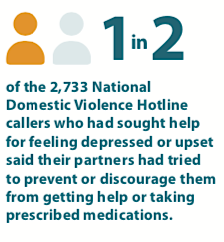 1 in 2
of the 2,733 National
Domestic Violence Hotline
callers who had sought help
for feeling depressed or upset
said their partners had tried
to prevent or discourage them
from getting help or taking
prescribed medications.